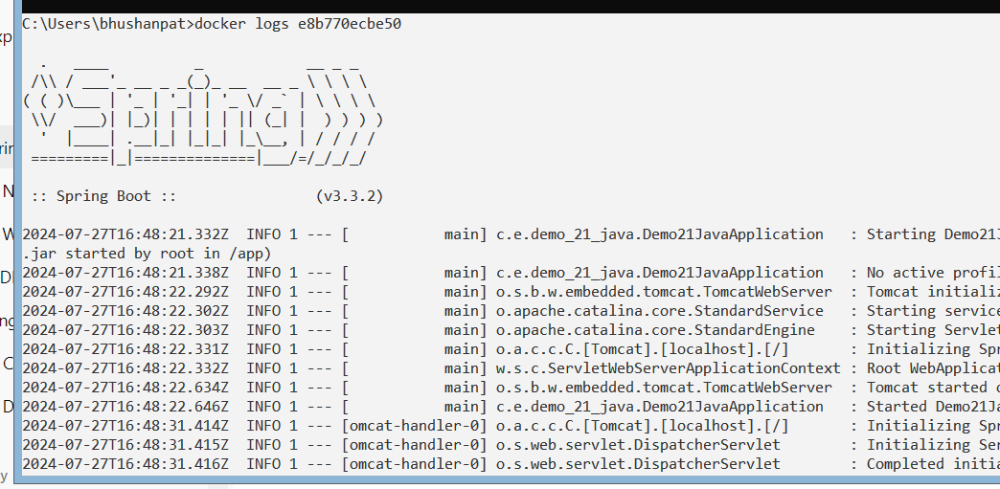 C:\Users\bhushanpat>docker logs e8b770ecbe50
  .   ____          _            __ _ _
 /\\ / ___'_ __ _ _(_)_ __  __ _ \ \ \ \
( ( )\___ | '_ | '_| | '_ \/ _` | \ \ \ \
 \\/  ___)| |_)| | | | | || (_| |  ) ) ) )
  '  |____| .__|_| |_|_| |_\__, | / / / /
 =========|_|==============|___/=/_/_/_/
 :: Spring Boot ::                (v3.3.2)
2024-07-27T16:48:21.332Z  INFO 1 --- [           main] c.e.demo_21_java.Demo21JavaApplication   : Starting Demo21J
.jar started by root in /app)
2024-07-27T16:48:21.338Z  INFO 1 --- [           main] c.e.demo_21_java.Demo21JavaApplication   : No active profil
2024-07-27T16:48:22.292Z  INFO 1 --- [           main] o.s.b.w.embedded.tomcat.TomcatWebServer  : Tomcat initializ
2024-07-27T16:48:22.302Z  INFO 1 --- [           main] o.apache.catalina.core.StandardService   : Starting service
2024-07-27T16:48:22.303Z  INFO 1 --- [           main] o.apache.catalina.core.StandardEngine    : Starting Servlet
2024-07-27T16:48:22.331Z  INFO 1 --- [           main] o.a.c.c.C.[Tomcat].[localhost].[/]       : Initializing Spr
2024-07-27T16:48:22.332Z  INFO 1 --- [           main] w.s.c.ServletWebServerApplicationContext : Root WebApplicat
2024-07-27T16:48:22.634Z  INFO 1 --- [           main] o.s.b.w.embedded.tomcat.TomcatWebServer  : Tomcat started o
2024-07-27T16:48:22.646Z  INFO 1 --- [           main] c.e.demo_21_java.Demo21JavaApplication   : Started Demo21Ja
2024-07-27T16:48:31.414Z  INFO 1 --- [omcat-handler-0] o.a.c.c.C.[Tomcat].[localhost].[/]       : Initializing Spr
2024-07-27T16:48:31.415Z  INFO 1 --- [omcat-handler-0] o.s.web.servlet.DispatcherServlet        : Initializing Ser
2024-07-27T16:48:31.416Z  INFO 1 --- [omcat-handler-0] o.s.web.servlet.DispatcherServlet        : Completed initia